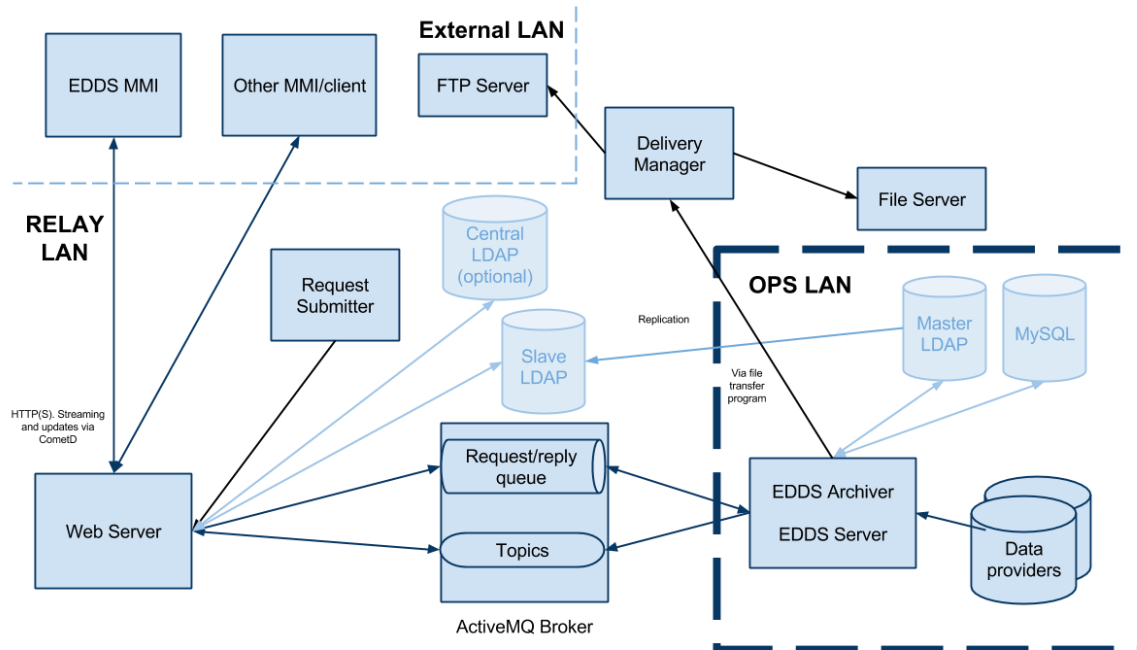 External LAN
EDDS MMI
Other MMI/client
FTP Server
Delivery
Manager
File Server
RELAY
LAN
Central
LDAP
(optional)
Request
Submitter
OPS LAN
Replication
Master
LDAP
MySQL
Slave
LDAP
Via file
transfer
program
HTTP(S). Streaming
and updates via
CometD
Request/reply
queue
Web Server
EDDS Archiver
EDDS Server
Topics
Data
providers
ActiveMQ Broker